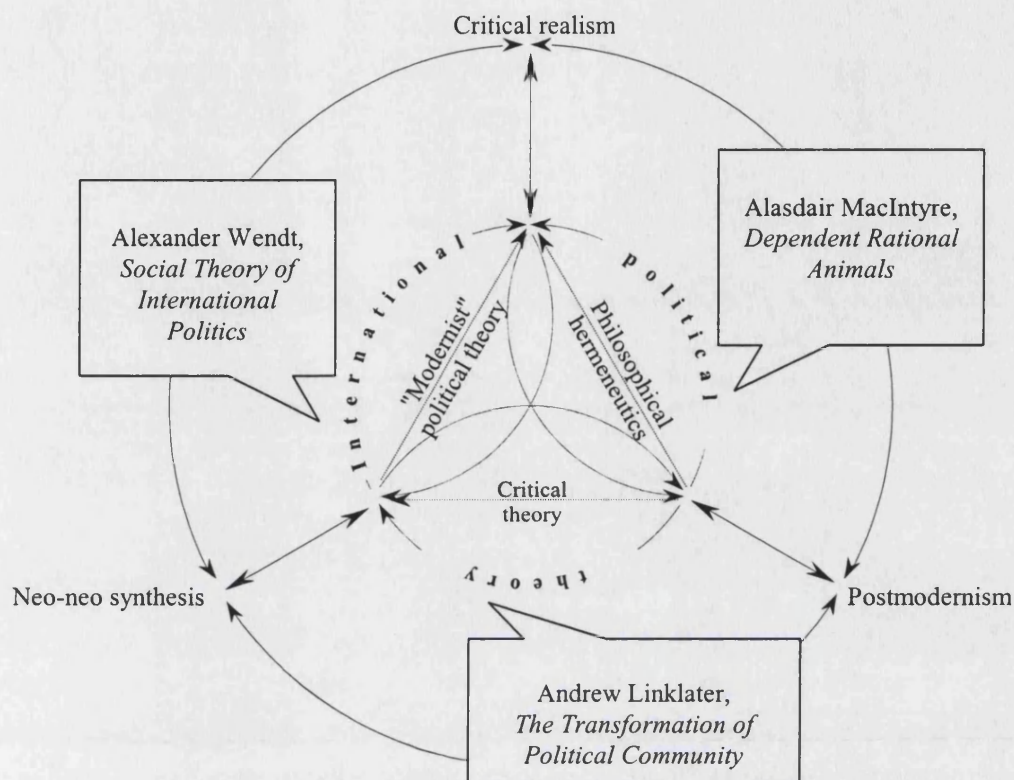 Critical realism
Alexander Wendt,
Social Theory of
International
Politics
Alasdair MacIntyre,
Dependent Rational
Animals
International
political
theory
"Modernist"
political theory
Philosophical
hermeneutics
Critical
theory
Neo-neo synthesis
Postmodernism
Andrew Linklater,
The Transformation of
Political Community